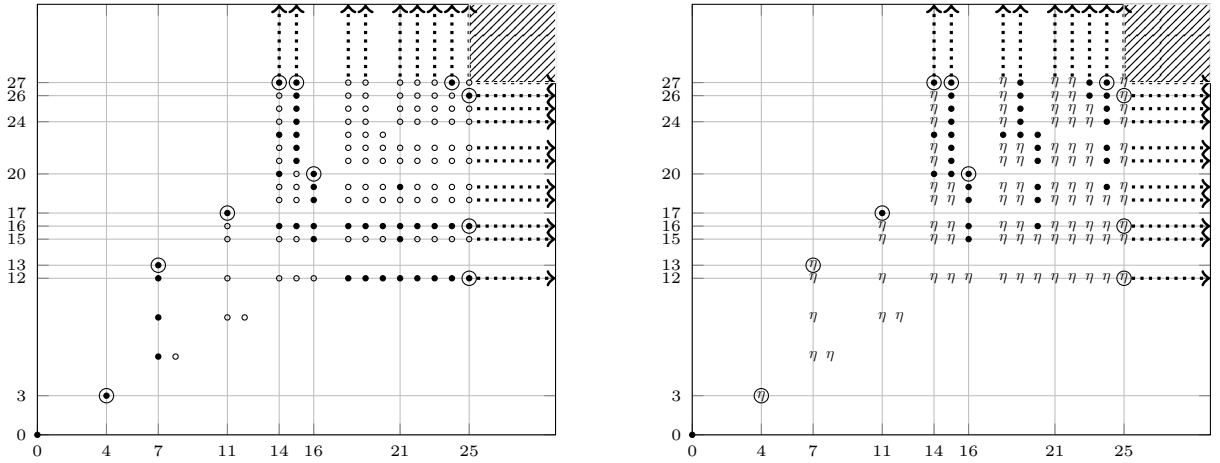 27
26
24
20
17
16
15
13
12
3
0
0 4 7 11 14 16 21 25
27 η η η η η
26 η η η η η
η η η η η
24 η η η η η
η η η η η η η
η η η η η η η
20
η η η η η η η η
η η η η η η η η η
17
16 η η η η η η η η η η
15 η η η η η η η η η η η
13 η
12 η η η η η η η η η η η η η
η η η
η η
3 η
0
0 4 7 11 14 16 21 25